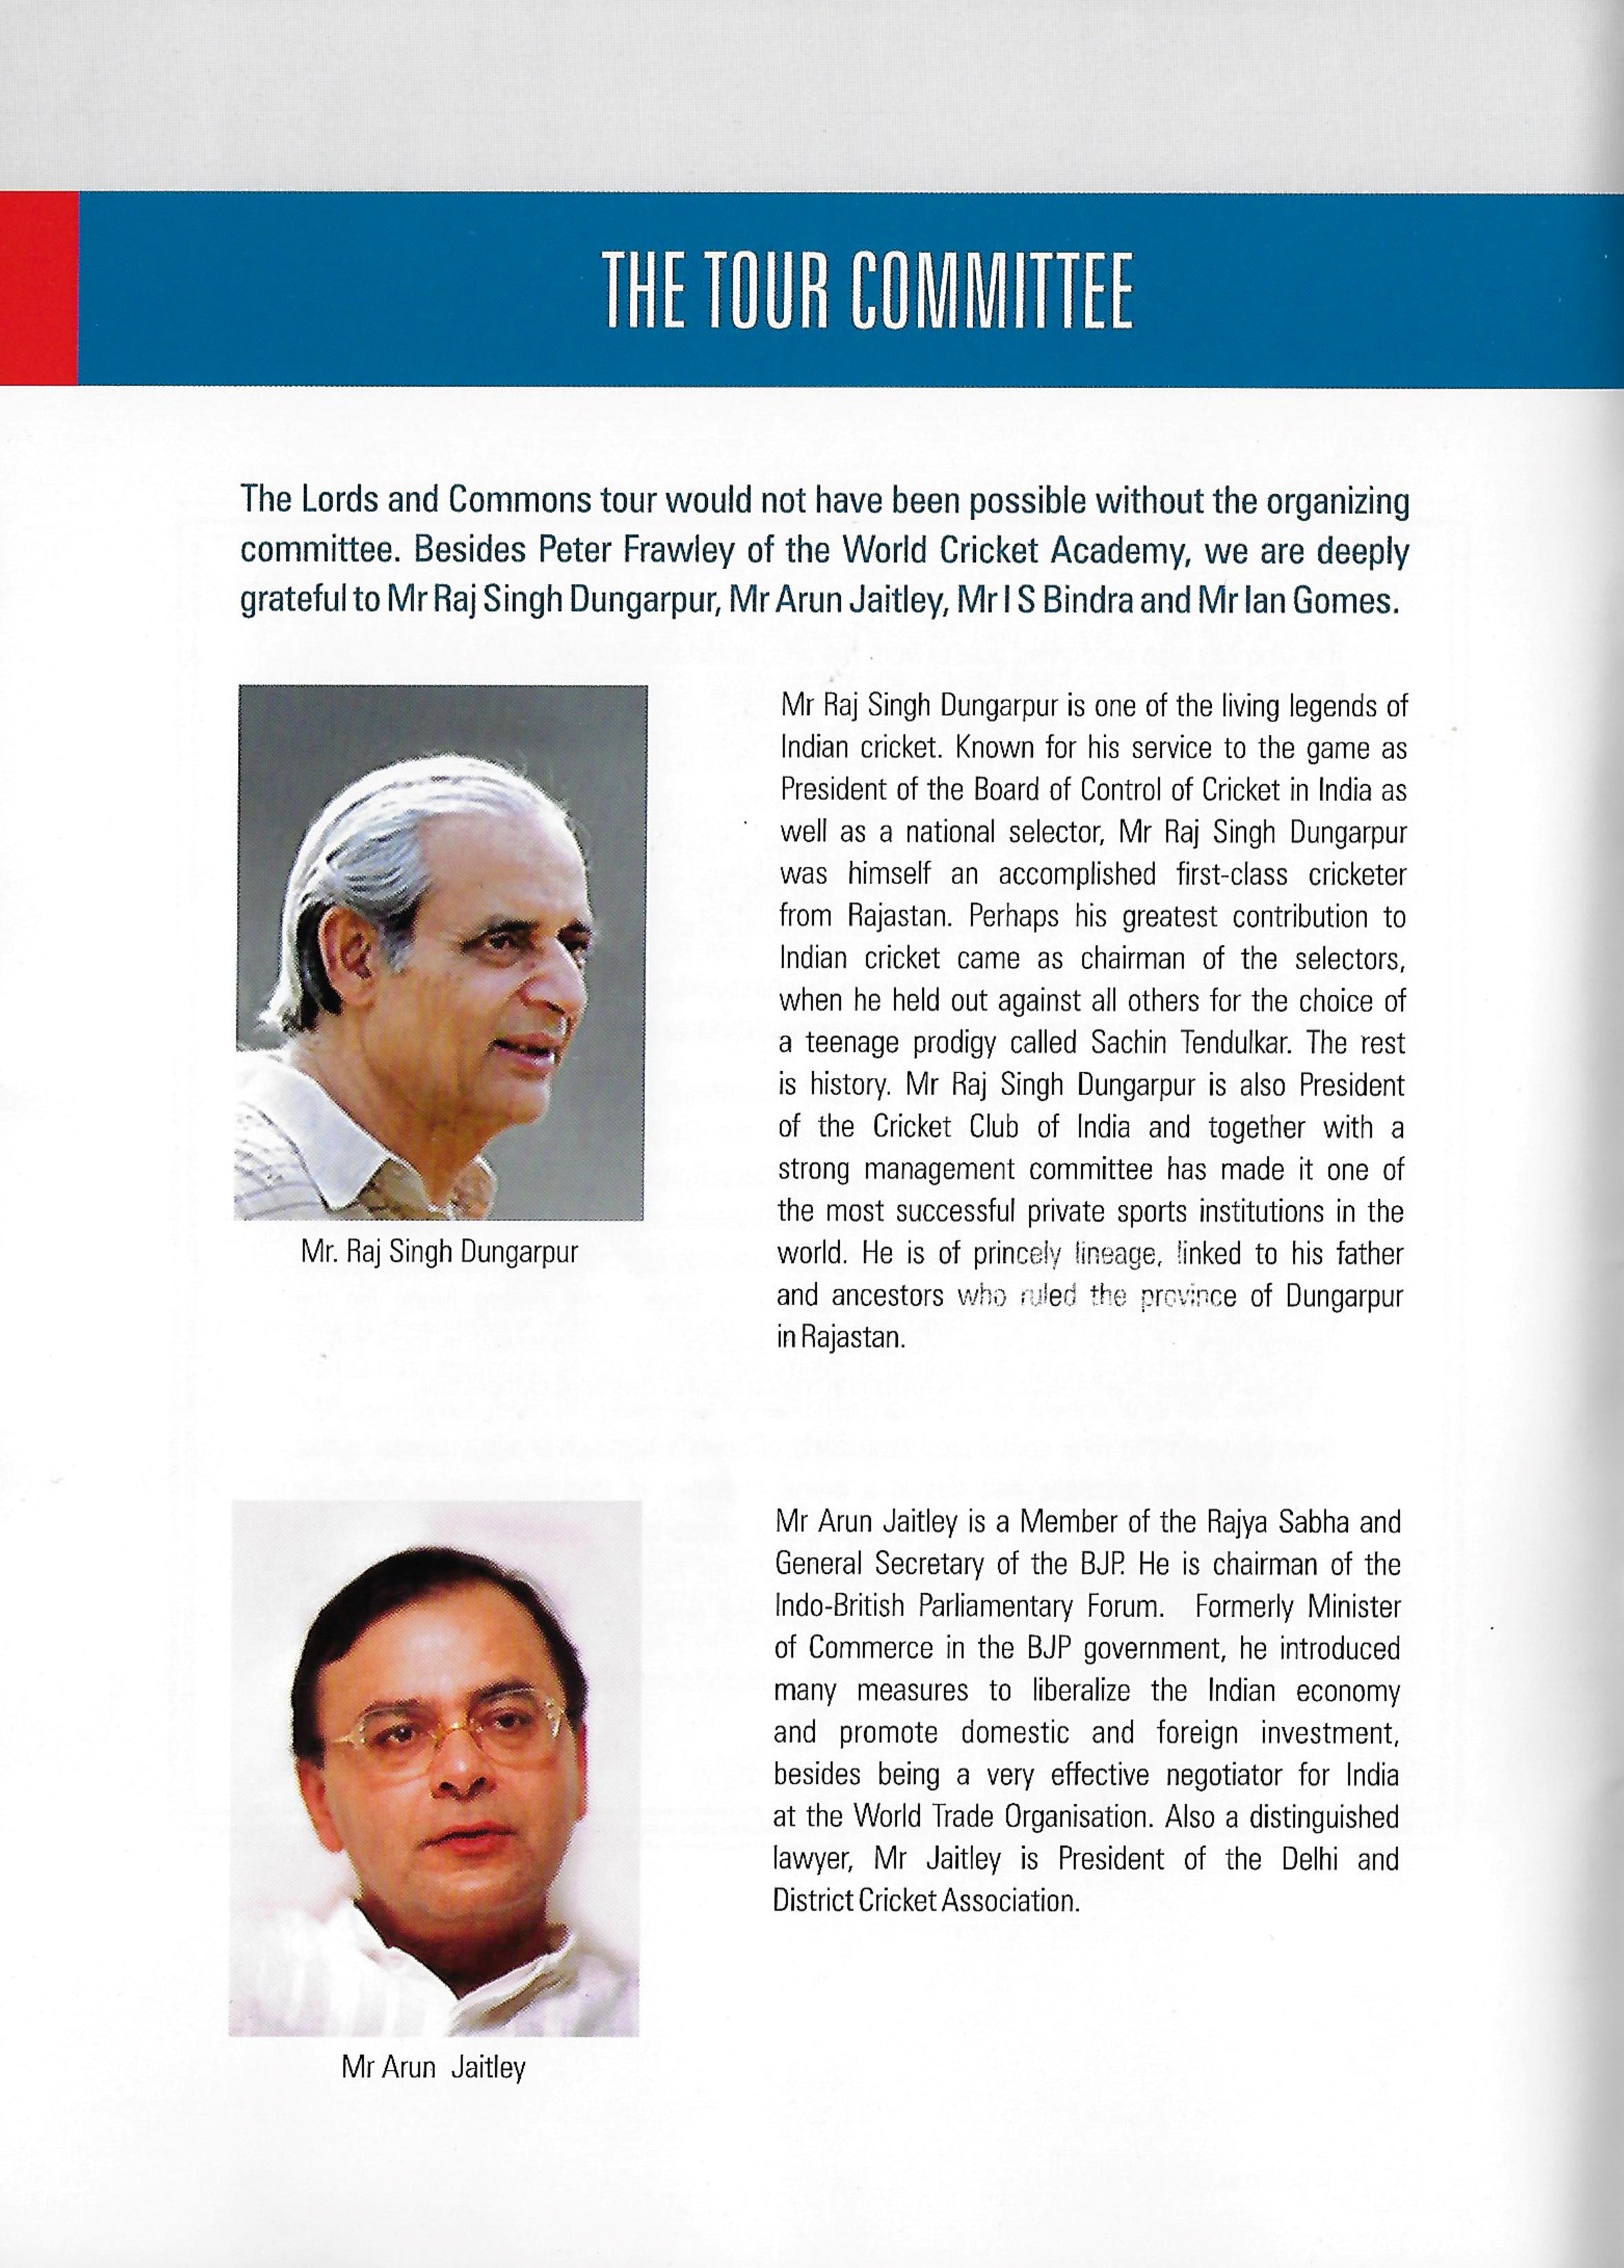 THE TOUR COMMITTEE
The Lords and Commons tour would not have been possible without the organizing
committee. Besides Peter Frawley of the World Cricket Academy, we are deeply
grateful to Mr Raj Singh Dungarpur, Mr Arun Jaitley, Mr I S Bindra and Mr Ian Gomes.
Mr Raj Singh Dungarpur is one of the living legends of
Indian cricket. Known for his service to the game as
President of the Board of Control of Cricket in India as
well as a national selector, Mr Raj Singh Dungarpur
was himself an accomplished first-class cricketer
from Rajastan. Perhaps his greatest contribution to
Indian cricket came as chairman of the selectors,
when he held out against all others for the choice of
a teenage prodigy called Sachin Tendulkar. The rest
is history. Mr Raj Singh Dungarpur is also President
of the Cricket Club of India and together with a
strong management committee has made it one of
the most successful private sports institutions in the
world. He is of princely lineage, linked to his father
and ancestors who ruled the province of Dungarpur
in Rajastan.
Mr. Raj Singh Dungarpur
Mr Arun Jaitley is a Member of the Rajya Sabha and
General Secretary of the BJP. He is chairman of the
Indo-British Parliamentary Forum. Formerly Minister
of Commerce in the BJP government, he introduced
many measures to liberalize the Indian economy
and promote domestic and foreign investment,
besides being a very effective negotiator for India
at the World Trade Organisation. Also a distinguished
lawyer, Mr Jaitley is President of the Delhi and
District Cricket Association.
Mr Arun Jaitley